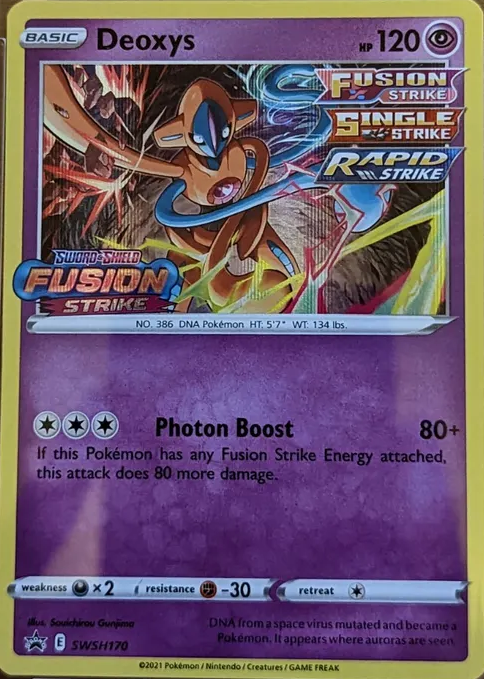 BASIC Deoxys HP 120
FUSION
STRIKE
SINGLE
STRIKE
RAPID
STRIKE
SWORD & SHIELD
FUSION
STRIKE
NO. 386 DNA Pokémon HT: 5'7" WT: 134 lbs.
Photon Boost 80+
If this Pokémon has any Fusion Strike Energy attached,
this attack does 80 more damage.
weakness ×2 resistance -30 retreat
Illus. Souichirou Gunjima
DNA from a space virus mutated and became a
Pokémon. It appears where auroras are seen.
E SWSH170
©2021 Pokémon / Nintendo / Creatures / GAME FREAK